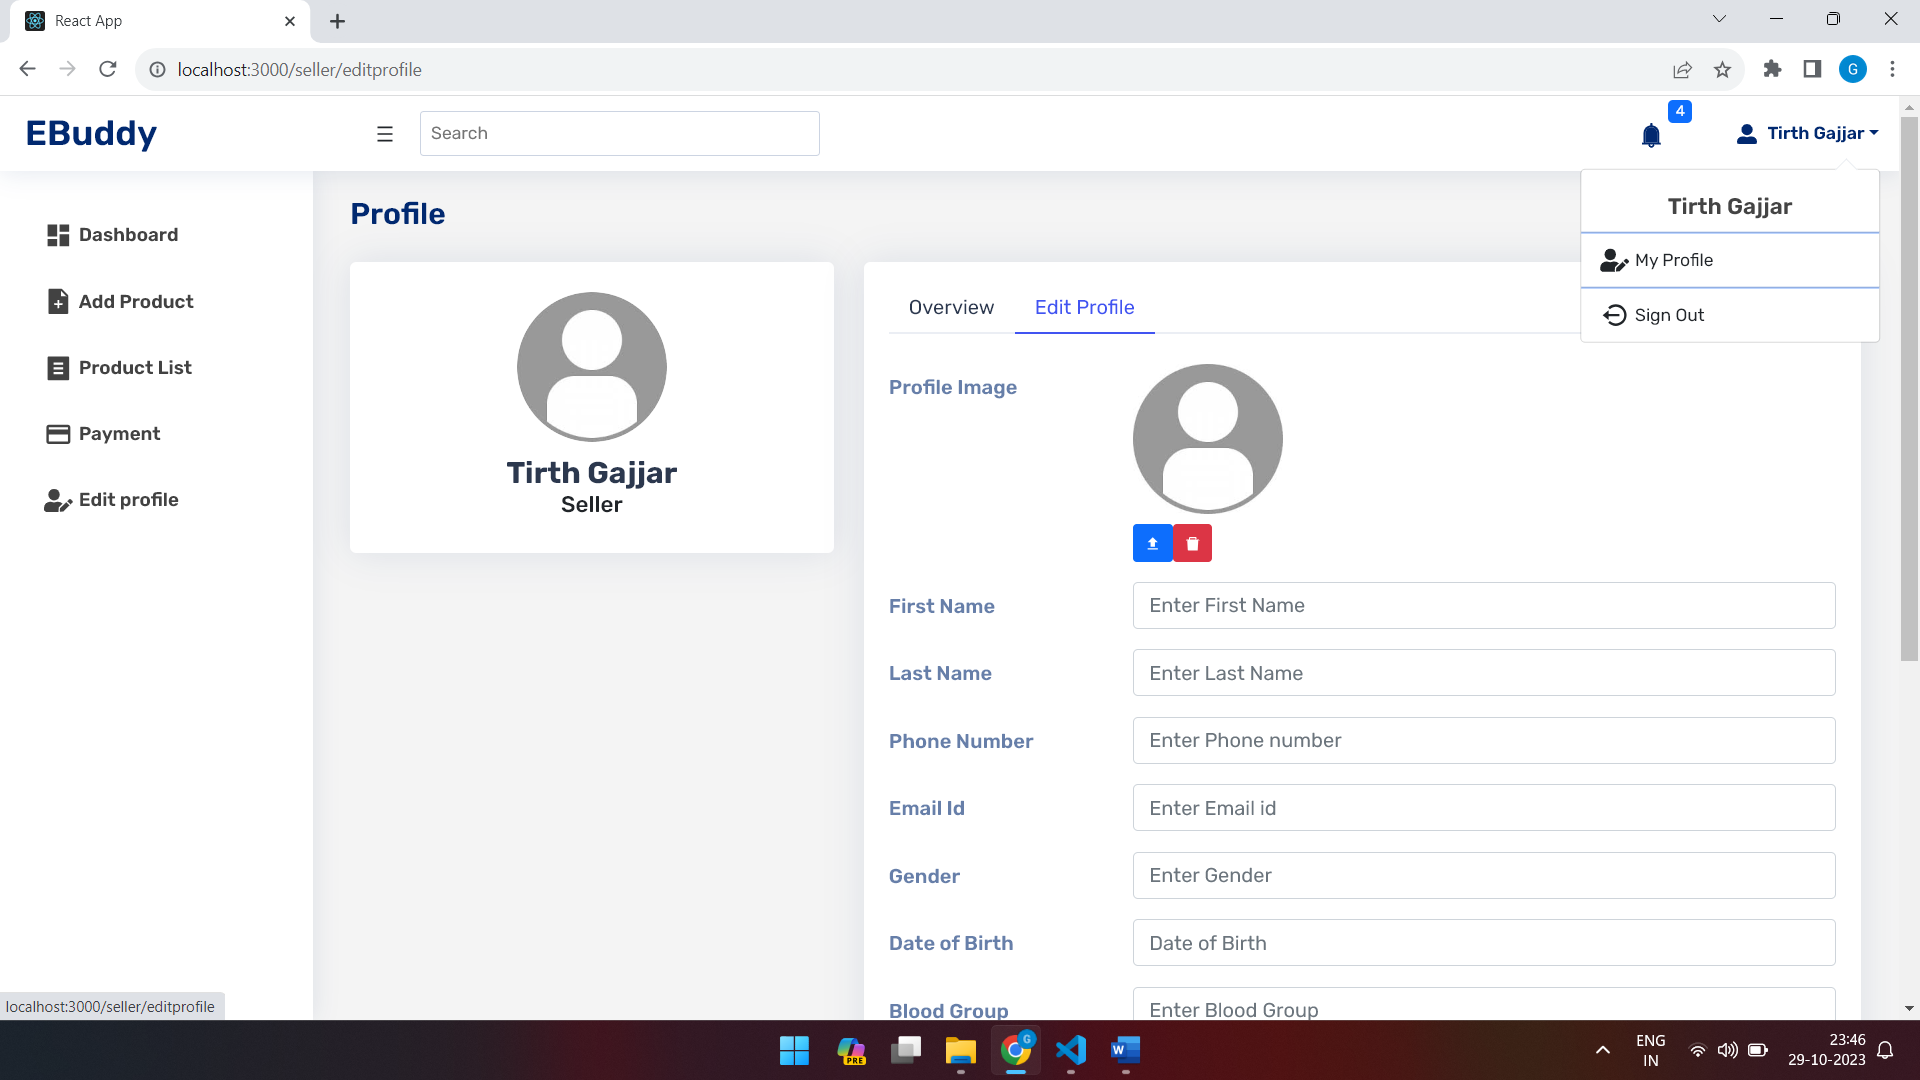 React App
localhost:3000/seller/editprofile
G
EBuddy
Search
4
Tirth Gajjar
Tirth Gajjar
My Profile
Sign Out
Dashboard
Add Product
Product List
Payment
Edit profile
Profile
Tirth Gajjar
Seller
Overview
Edit Profile
Profile Image
First Name
Enter First Name
Last Name
Enter Last Name
Phone Number
Enter Phone number
Email Id
Enter Email id
Gender
Enter Gender
Date of Birth
Date of Birth
Blood Group
Enter Blood Group
localhost:3000/seller/editprofile
PRE
G
W
ENG
IN
23:46
29-10-2023